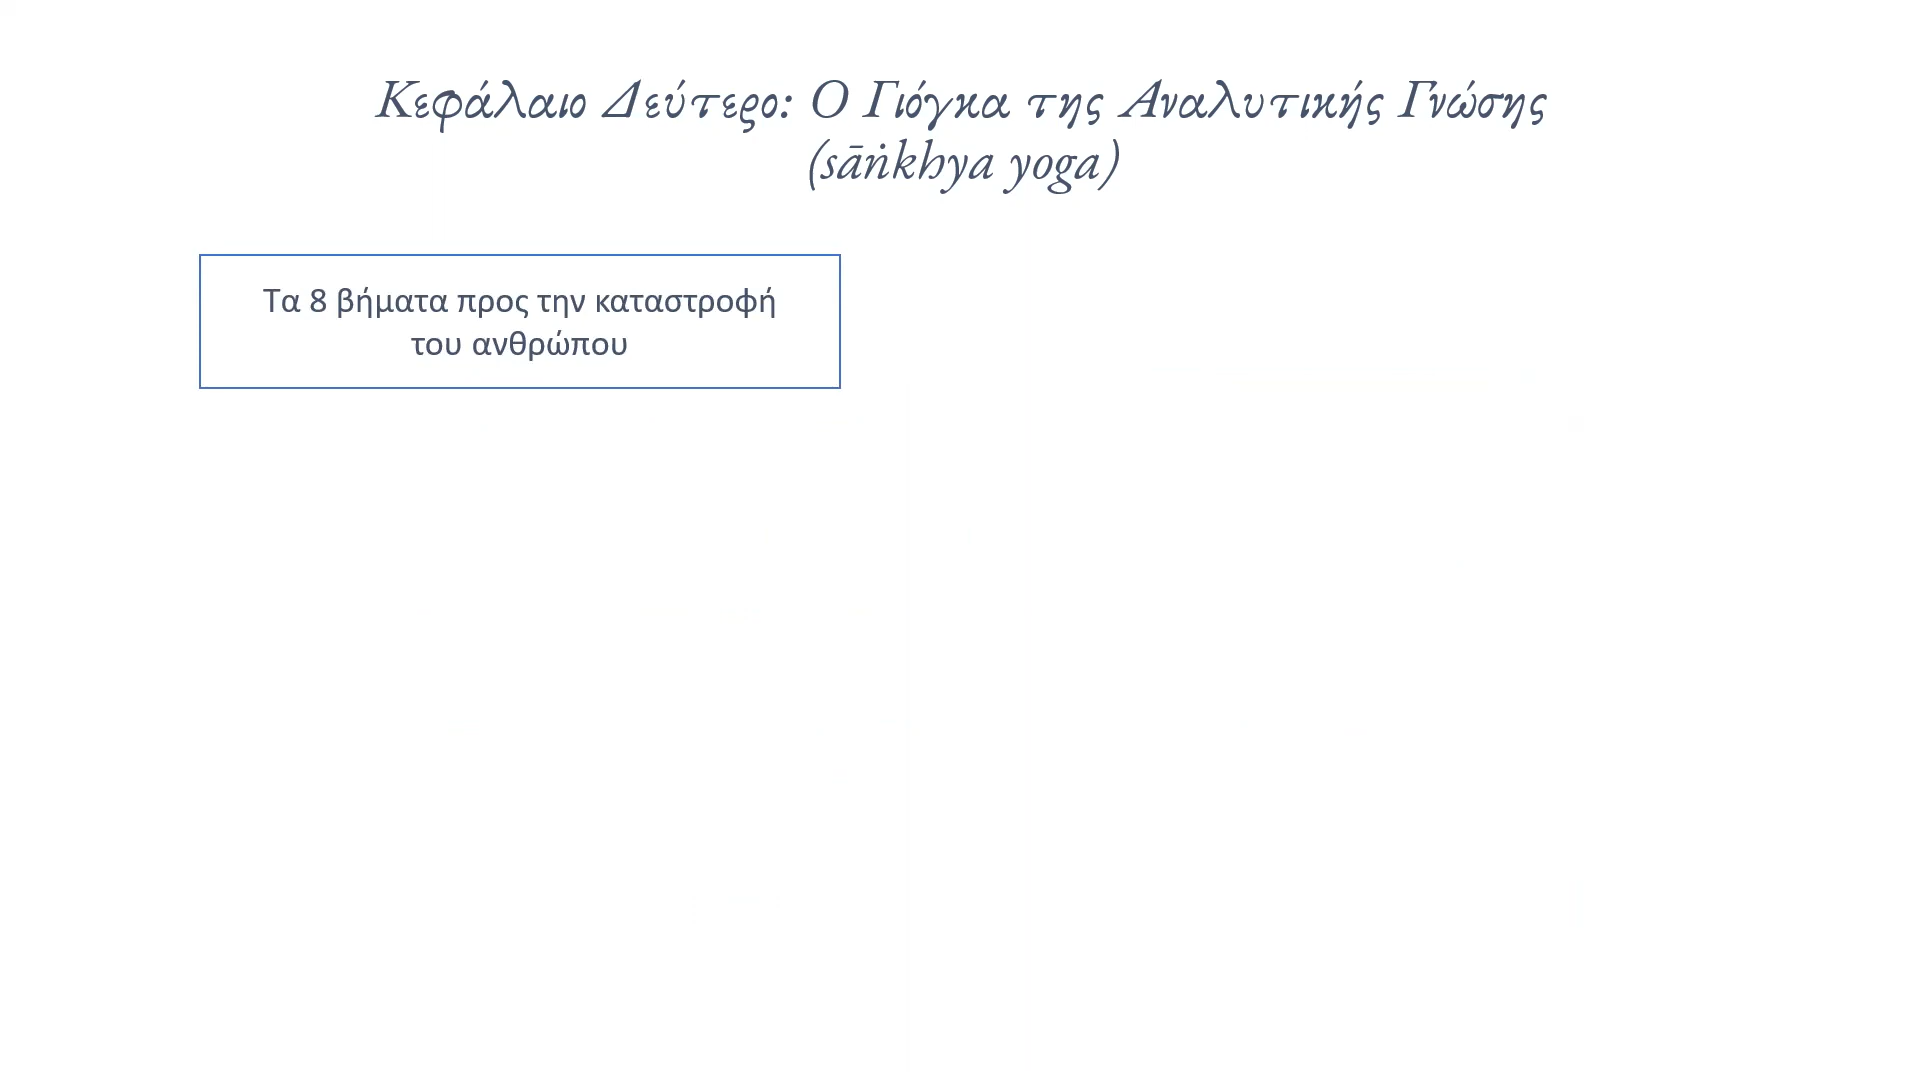 Κεφάλαιο Δεύτερο: Ο Γιόγκα της Αναλυτικής Γνώσης
(sāṅkhya yoga)
Τα 8 βήματα προς την καταστροφή
του ανθρώπου